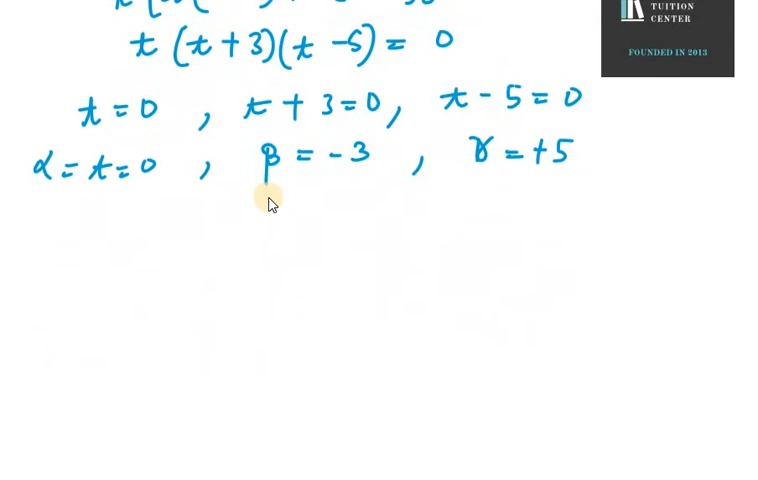 t (t + 3)(t - 5) = 0
t = 0 , t + 3 = 0, t - 5 = 0
α = t = 0 , β = - 3 , γ = + 5
TUITION
CENTER
FOUNDED IN 2013